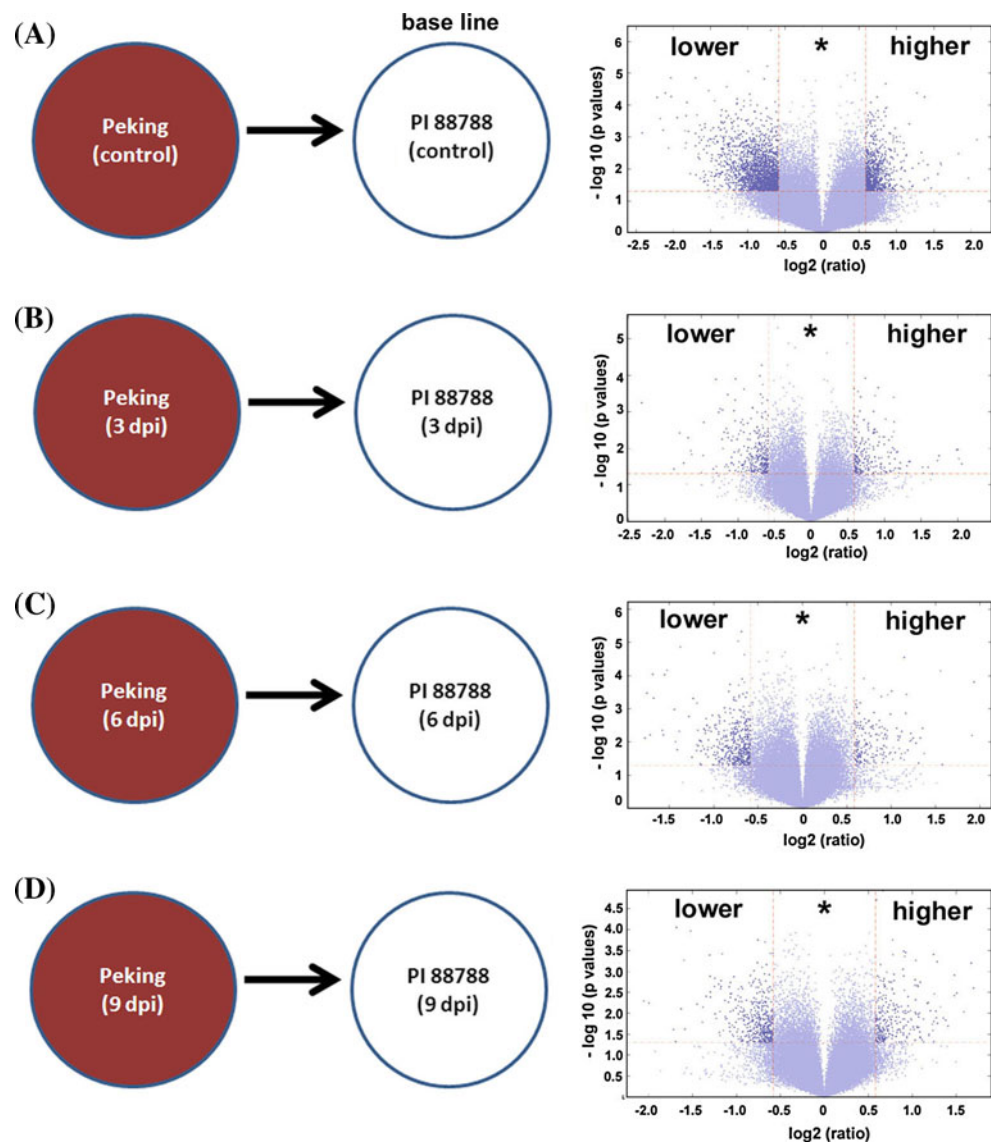 (A)
base line
Peking
(control)
PI 88788
(control)
lower * higher
- log 10 (p values)
6
5
4
3
2
1
0
-2.5 -2.0 -1.5 -1.0 -0.5 0 0.5 1.0 1.5 2.0
log2 (ratio)
(B)
Peking
(3 dpi)
PI 88788
(3 dpi)
lower * higher
- log 10 (p values)
5
4
3
2
1
0
-2.5 -2.0 -1.5 -1.0 -0.5 0 0.5 1.0 1.5 2.0
log2 (ratio)
(C)
Peking
(6 dpi)
PI 88788
(6 dpi)
lower * higher
- log 10 (p values)
6
5
4
3
2
1
0
-1.5 -1.0 -0.5 0 0.5 1.0 1.5 2.0
log2 (ratio)
(D)
Peking
(9 dpi)
PI 88788
(9 dpi)
lower * higher
- log 10 (p values)
4.5
4.0
3.5
3.0
2.5
2.0
1.5
1.0
0.5
-2.0 -1.5 -1.0 -0.5 0 0.5 1.0 1.5
log2 (ratio)